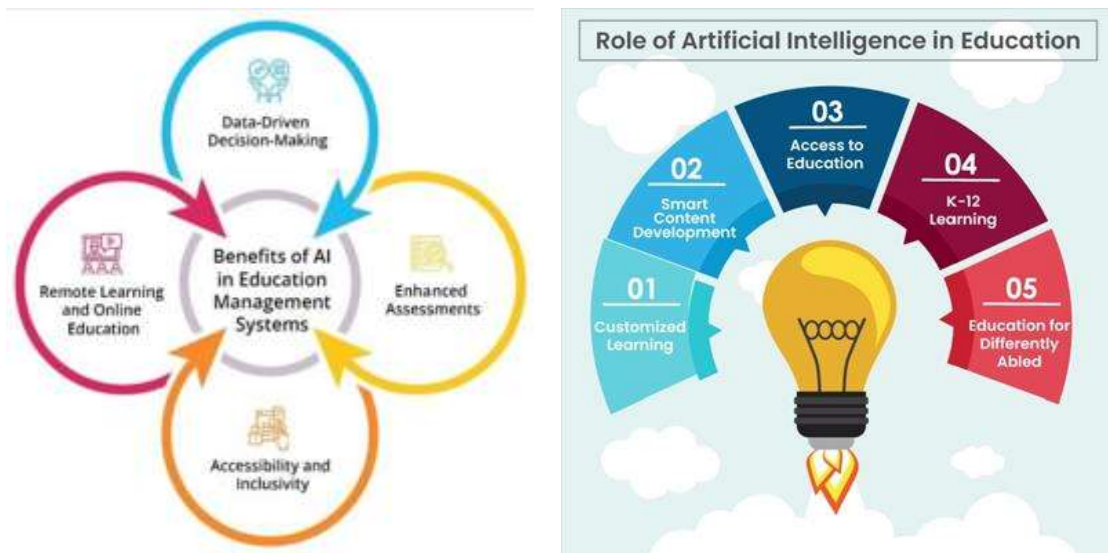 Data-Driven
Decision-Making
Remote Learning
and Online
Education
Benefits of AI
in Education
Management
Systems
Enhanced
Assessments
Accessibility and
Inclusivity
Role of Artificial Intelligence in Education
01
Customized
Learning
02
Smart
Content
Development
03
Access to
Education
04
K-12
Learning
05
Education for
Differently
Abled